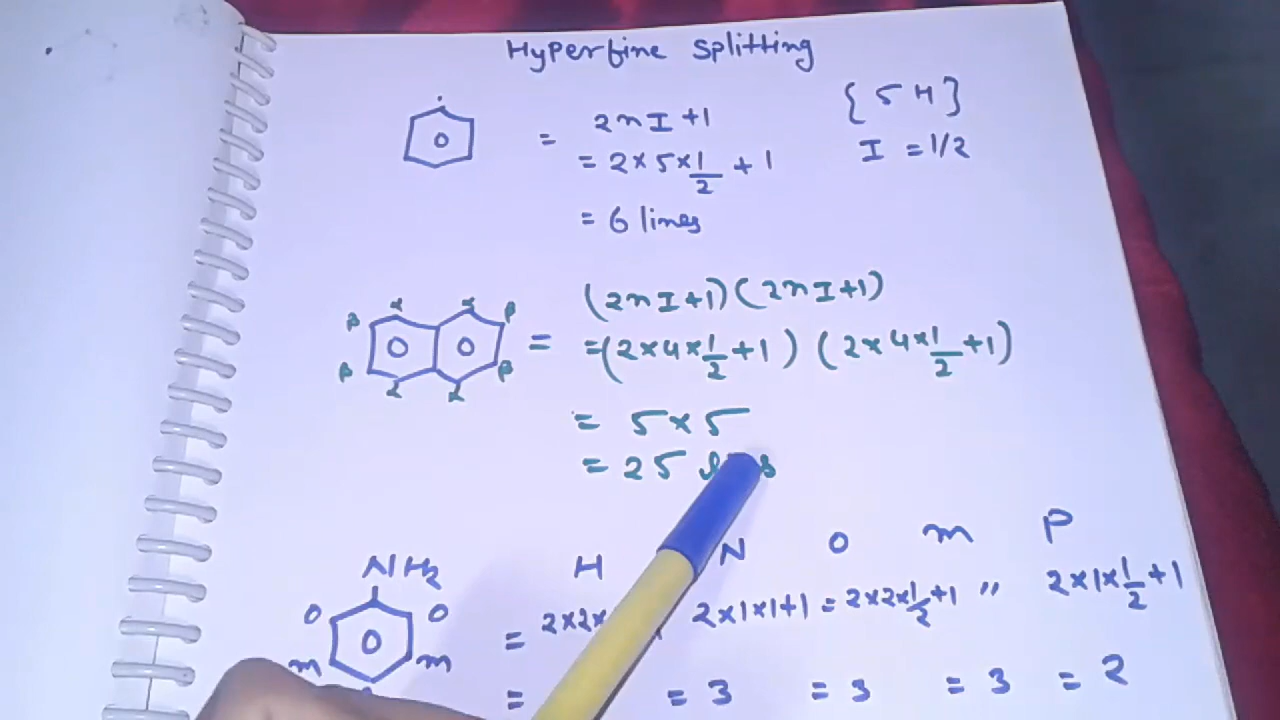 Hyperfine splitting
= 2nI+1 {5H}
= 2×5×1/2 + 1 I = 1/2
= 6 lines
α α
β β = (2nI+1)(2nI+1)
β β =(2×4×1/2+1) (2×4×1/2+1)
α α
= 5×5
= 25
NH2 H N O m P
O O = 2×2× 2×1×1+1 = 2×2×1/2+1 〃 2×1×1/2+1
m m = = 3 = 3 = 3 = 2